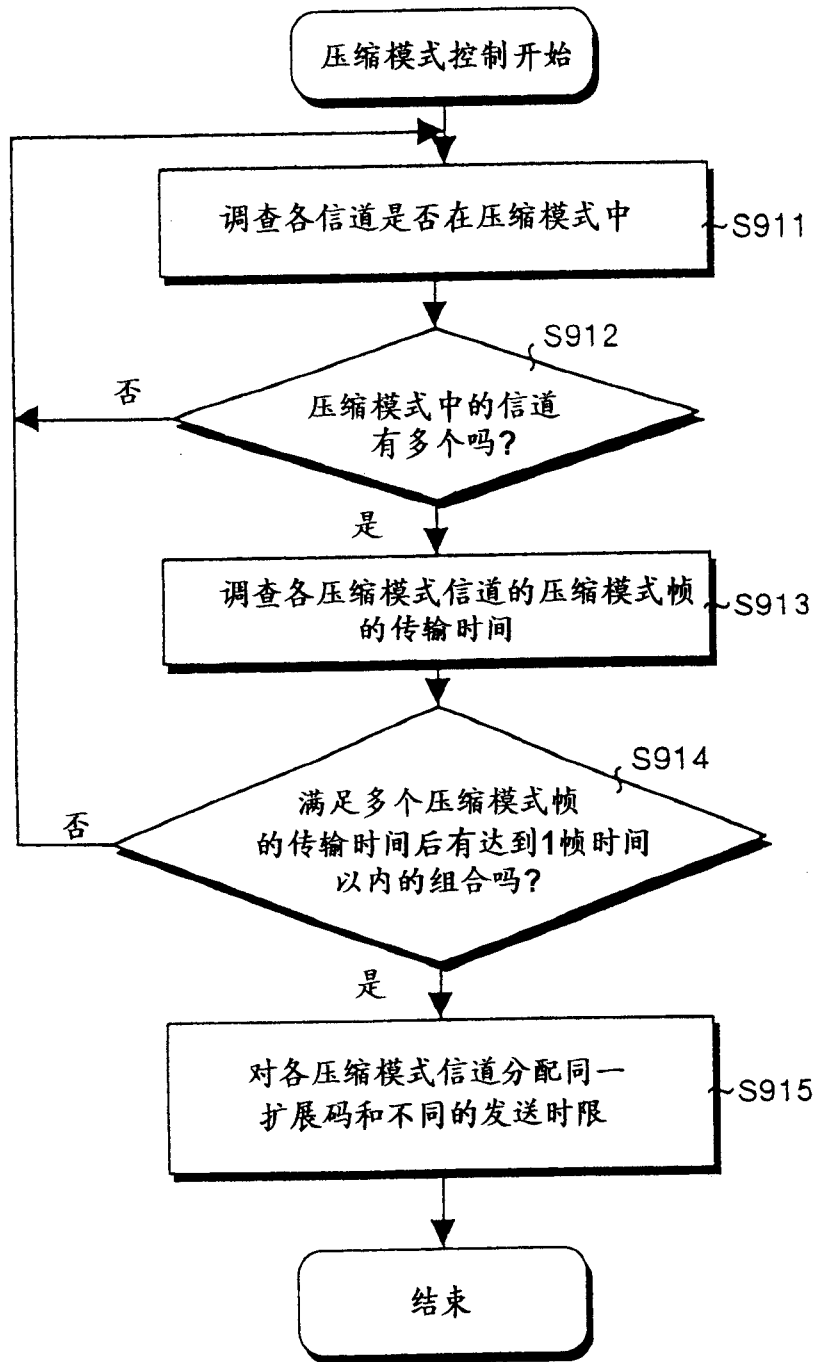 压缩模式控制开始
调查各信道是否在压缩模式中
S911
S912
否
压缩模式中的信道
有多个吗?
是
调查各压缩模式信道的压缩模式帧
的传输时间
S913
S914
否
满足多个压缩模式帧
的传输时间后有达到1帧时间
以内的组合吗?
是
对各压缩模式信道分配同一
扩展码和不同的发送时限
S915
结束